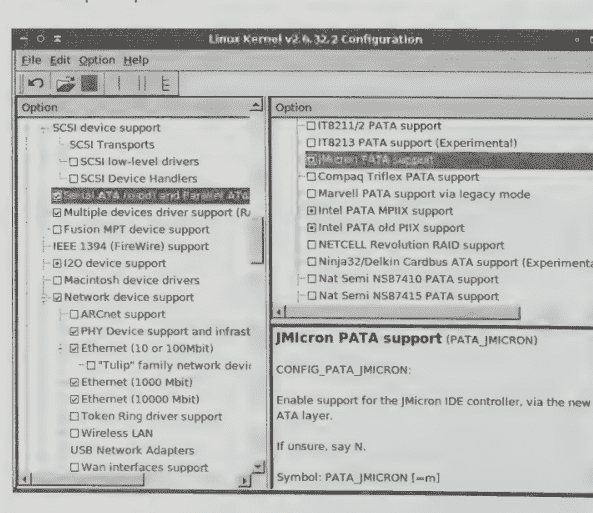 Linux Kernel v2.6.32.2 Configuration
File Edit Option Help
Option
SCSI device support
SCSI Transports
SCSI low-level drivers
SCSI Device Handlers
Serial ATA (prod) and Parallel ATA
Multiple devices driver support (RA
Fusion MPT device support
IEEE 1394 (FireWire) support
I2O device support
Macintosh device drivers
Network device support
ARCnet support
PHY Device support and infrast
Ethernet (10 or 100Mbit)
"Tulip" family network devic
Ethernet (1000 Mbit)
Ethernet (10000 Mbit)
Token Ring driver support
Wireless LAN
USB Network Adapters
Wan interfaces support
Option
IT8211/2 PATA support
IT8213 PATA support (Experimental)
JMicron PATA support
Compaq Triflex PATA support
Marvell PATA support via legacy mode
Intel PATA MPIIX support
Intel PATA old PIIX support
NETCELL Revolution RAID support
Ninja32/Delkin Cardbus ATA support (Experimenta
Nat Semi NS87410 PATA support
Nat Semi NS87415 PATA support
JMicron PATA support (PATA_JMICRON)
CONFIG_PATA_JMICRON:
Enable support for the JMicron IDE controller, via the new
ATA layer.
If unsure, say N.
Symbol: PATA_JMICRON [=m]